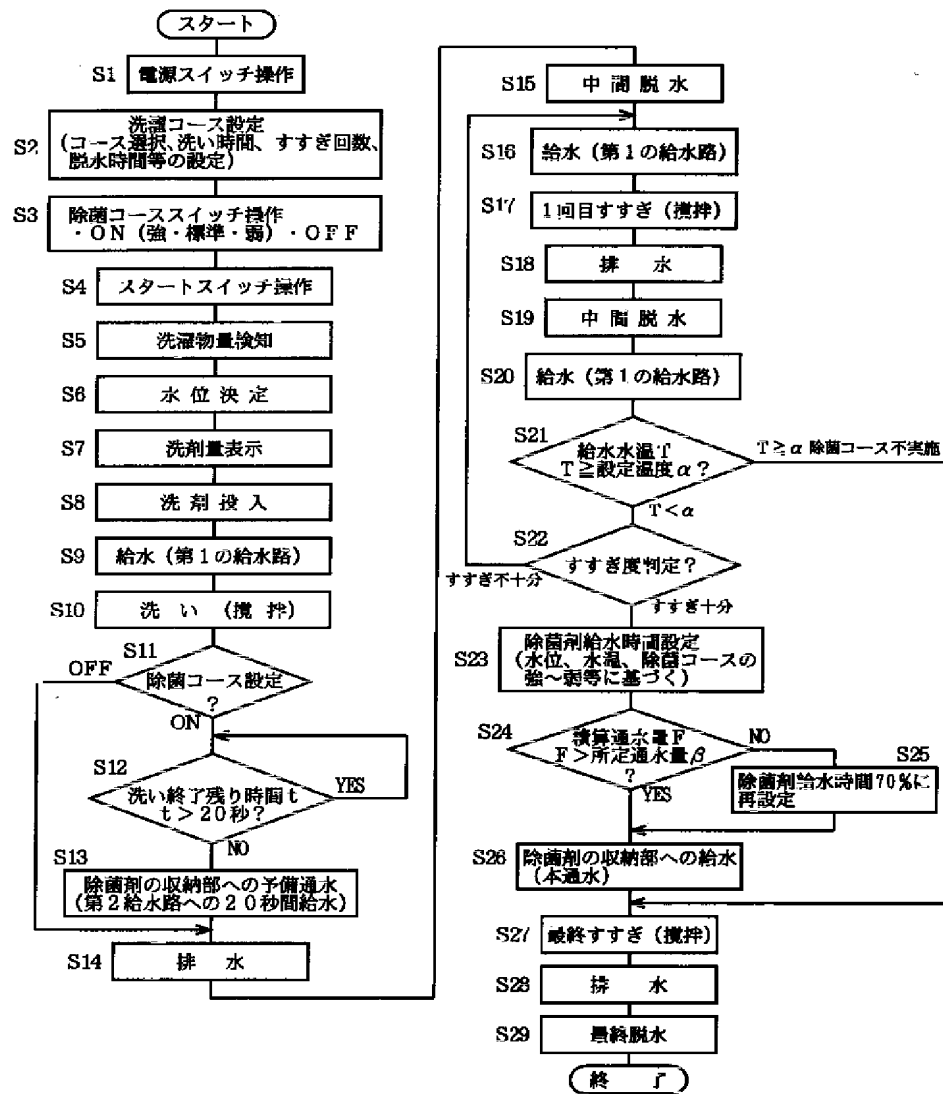 スタート
S1
電源スイッチ操作
S2
洗濯コース設定
(コース選択、洗い時間、すすぎ回数、
脱水時間等の設定)
S3
除菌コーススイッチ操作
・ON(強・標準・弱)・OFF
S4
スタートスイッチ操作
S5
洗濯物量検知
S6
水位決定
S7
洗剤量表示
S8
洗剤投入
S9
給水(第1の給水路)
S10
洗い(攪拌)
S11
OFF
除菌コース設定
?
ON
S12
洗い終了残り時間t
t>20秒?
YES
NO
S13
除菌剤の収納部への予備通水
(第2給水路への20秒間給水)
S14
排水
S15
中間脱水
S16
給水(第1の給水路)
S17
1回目すすぎ(攪拌)
S18
排水
S19
中間脱水
S20
給水(第1の給水路)
S21
給水水温T
T≧設定温度α?
T≧α 除菌コース不実施
T<α
S22
すすぎ度判定?
すすぎ不十分
すすぎ十分
S23
除菌剤給水時間設定
(水位、水温、除菌コースの
強~弱等に基づく)
S24
積算通水量F
F>所定通水量β
?
NO
YES
S25
除菌剤給水時間70%に
再設定
S26
除菌剤の収納部への給水
(本通水)
S27
最終すすぎ(攪拌)
S28
排水
S29
最終脱水
終了